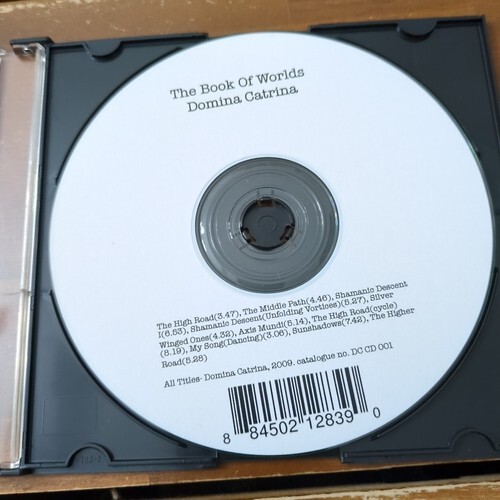 The Book Of Worlds
Domina Catrina
The High Road(3.47), The Middle Path(4.46), Shamanic Descent
I(6.53), Shamanic Descent(Unfolding Vortices)(5.27), Silver
Winged Ones(4.32), Axis Mundi(5.14), The High Road(cycle)
(8.19), My Song(Dancing)(3.06), Sunshadows(7.42), The Higher
Road(5.28)
All Titles- Domina Catrina, 2009. catalogue no. DC CD 001
8 84502 12839 0